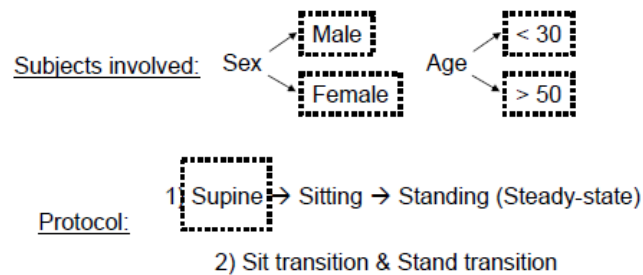 Male < 30
Subjects involved: Sex Age
Female > 50
1) Supine → Sitting → Standing (Steady-state)
Protocol:
2) Sit transition & Stand transition